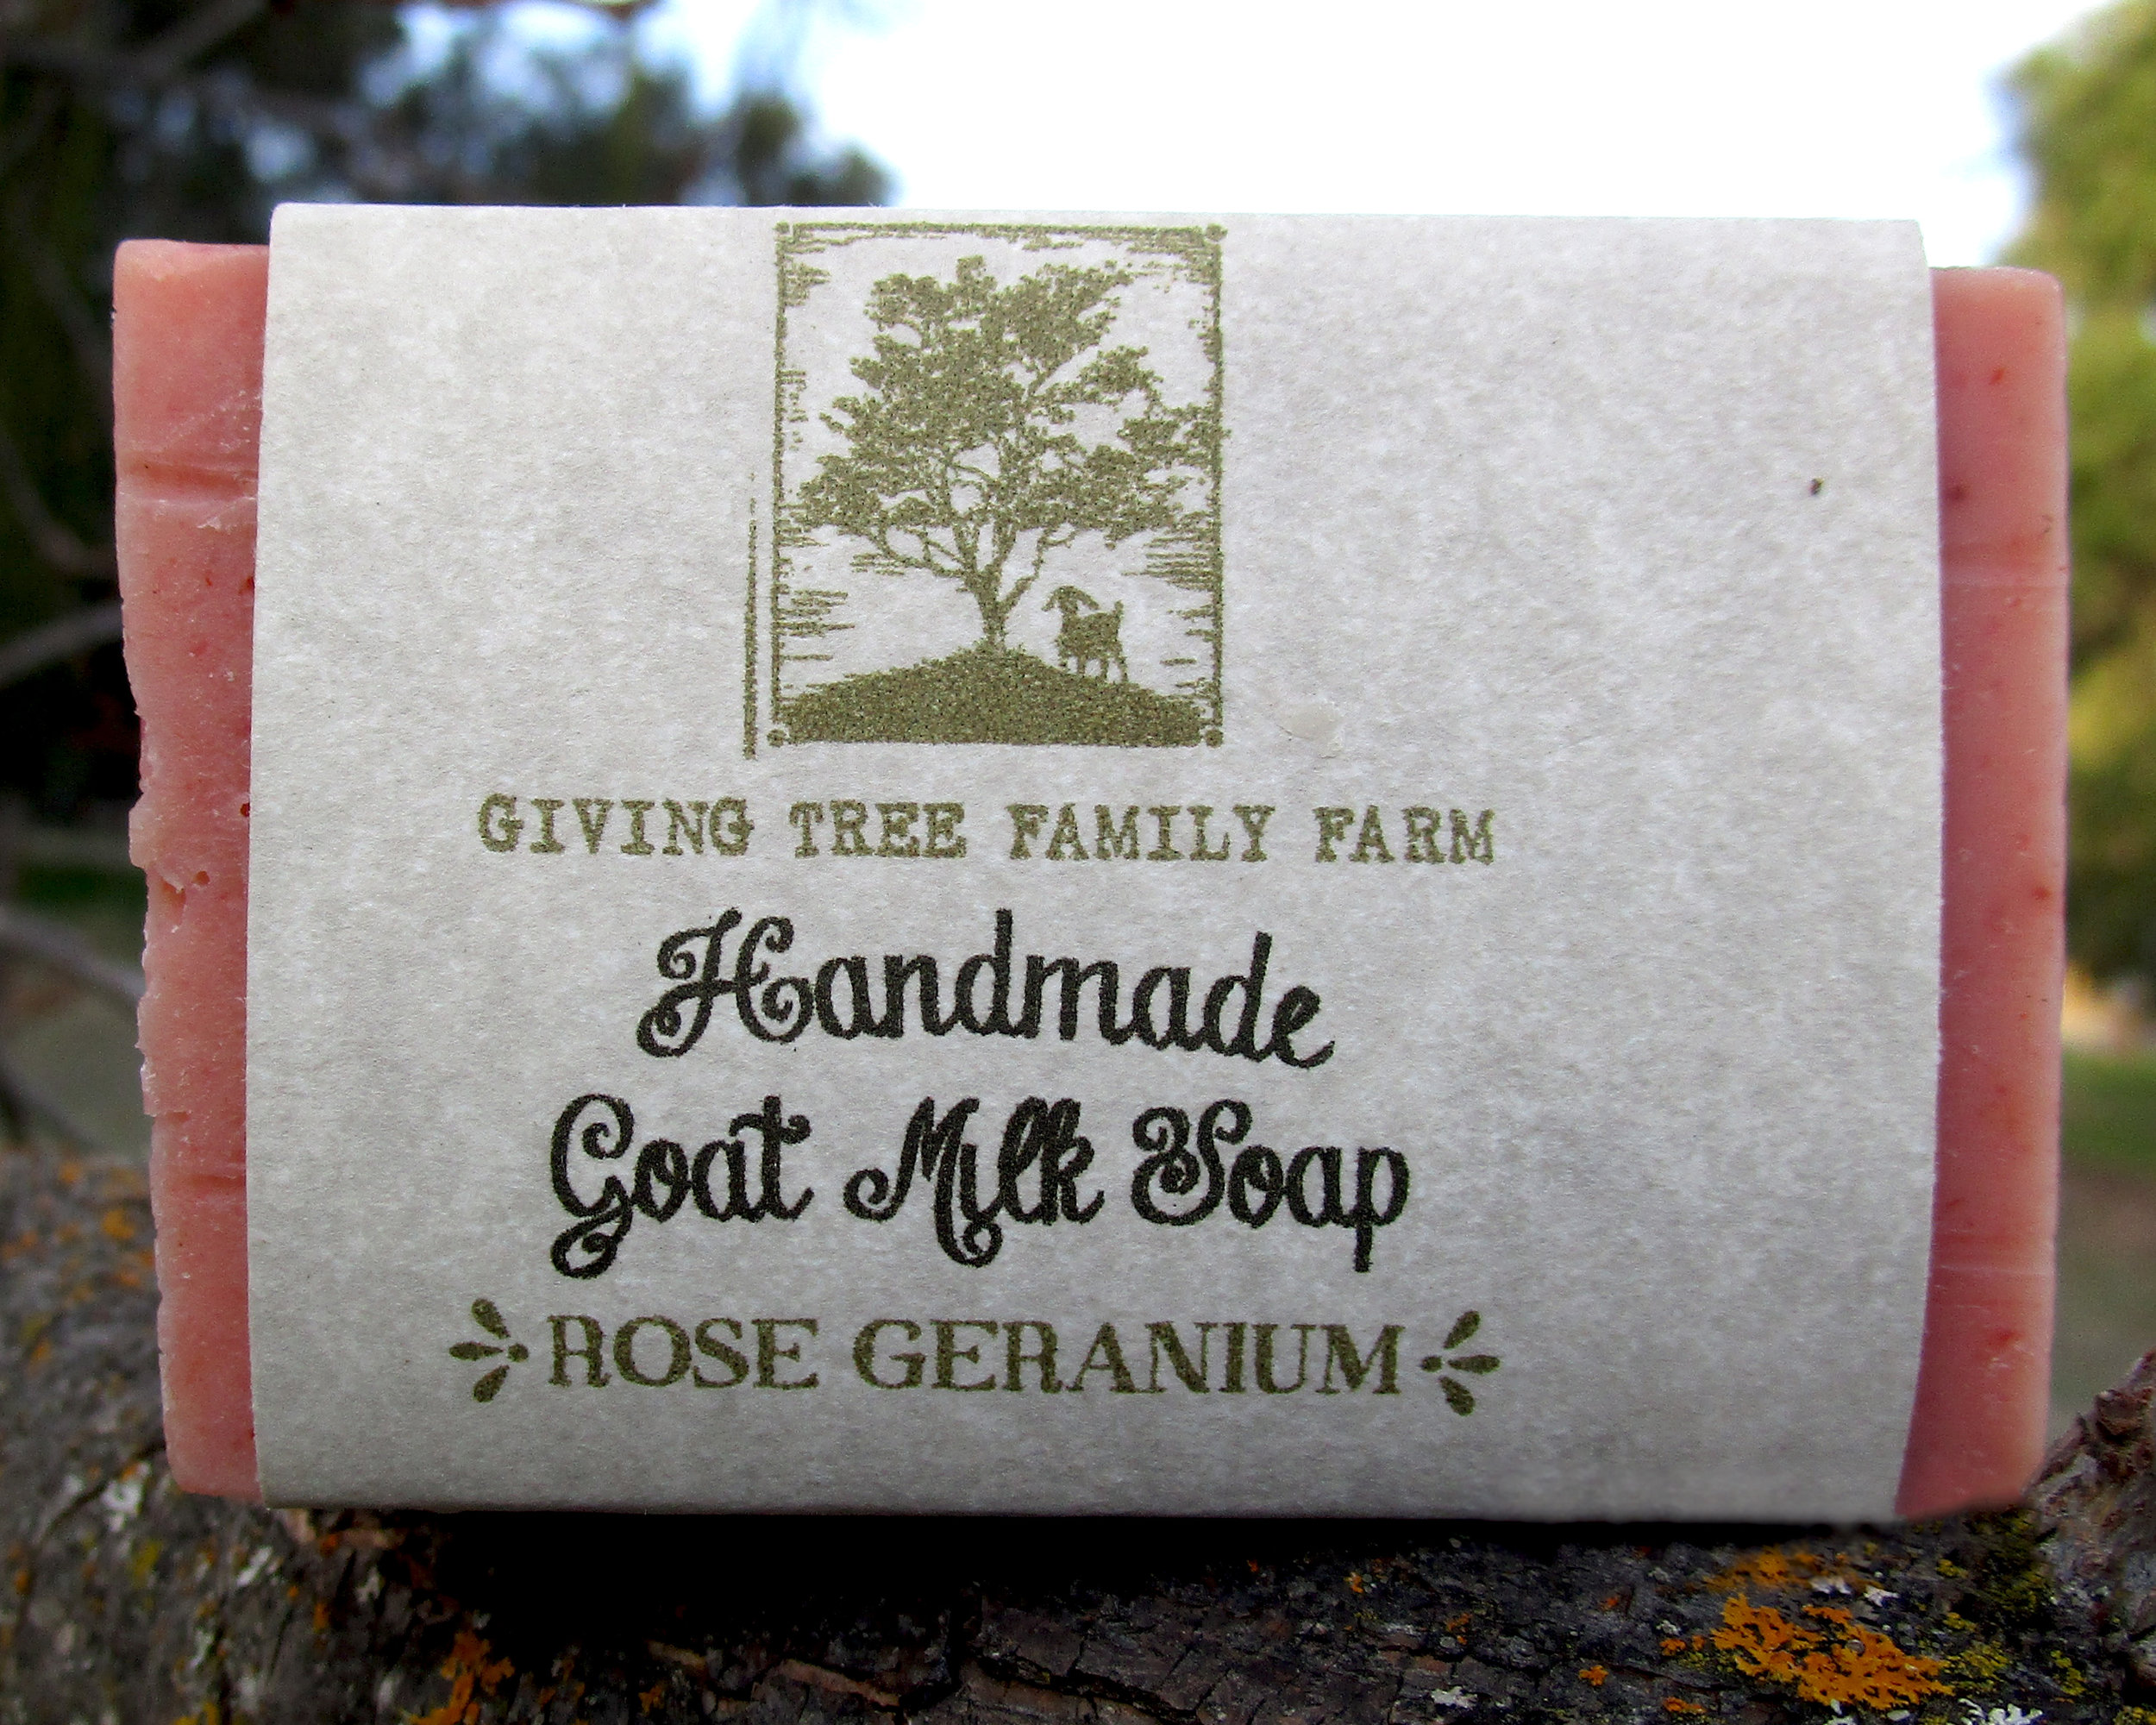 GIVING TREE FAMILY FARM
Handmade
Goat Milk Soap
ROSE GERANIUM